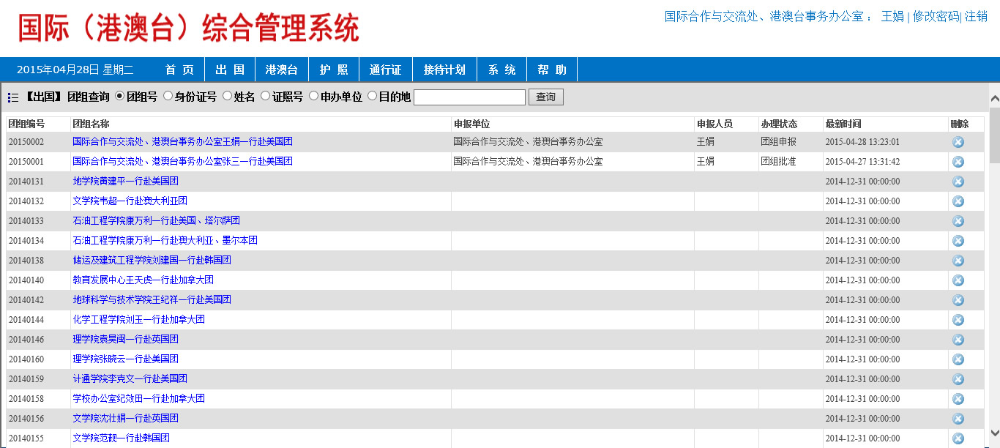 国际（港澳台）综合管理系统
国际合作与交流处、港澳台事务办公室： 王娟 | 修改密码| 注销
2015年04月28日 星期二 首 页 出 国 港澳台 护 照 通行证 接待计划 系 统 帮 助
【出国】 团组查询 团组号 身份证号 姓名 证照号 申办单位 目的地 查询
团组编号 团组名称 申报单位 申报人员 办理状态 最新时间 删除
20150002 国际合作与交流处、港澳台事务办公室王娟一行赴美国团 国际合作与交流处、港澳台事务办公室 王娟 团组申报 2015-04-28 13:23:01
20150001 国际合作与交流处、港澳台事务办公室张三一行赴美国团 国际合作与交流处、港澳台事务办公室 王娟 团组批准 2015-04-27 13:31:42
20140131 地学院黄建平一行赴美国团 2014-12-31 00:00:00
20140132 文学院韦超一行赴澳大利亚团 2014-12-31 00:00:00
20140133 石油工程学院康万利一行赴美国、塔尔萨团 2014-12-31 00:00:00
20140134 石油工程学院康万利一行赴澳大利亚、墨尔本团 2014-12-31 00:00:00
20140138 储运及建筑工程学院刘建国一行赴韩国团 2014-12-31 00:00:00
20140140 教育发展中心王天虎一行赴加拿大团 2014-12-31 00:00:00
20140142 地球科学与技术学院王纪祥一行赴美国团 2014-12-31 00:00:00
20140144 化学工程学院刘玉一行赴加拿大团 2014-12-31 00:00:00
20140146 理学院袁昊闽一行赴英国团 2014-12-31 00:00:00
20140160 理学院张晓云一行赴美国团 2014-12-31 00:00:00
20140159 计通学院李克文一行赴美国团 2014-12-31 00:00:00
20140158 学校办公室纪效田一行赴加拿大团 2014-12-31 00:00:00
20140156 文学院沈壮娟一行赴英国团 2014-12-31 00:00:00
20140155 文学院范靓一行赴韩国团 2014-12-31 00:00:00